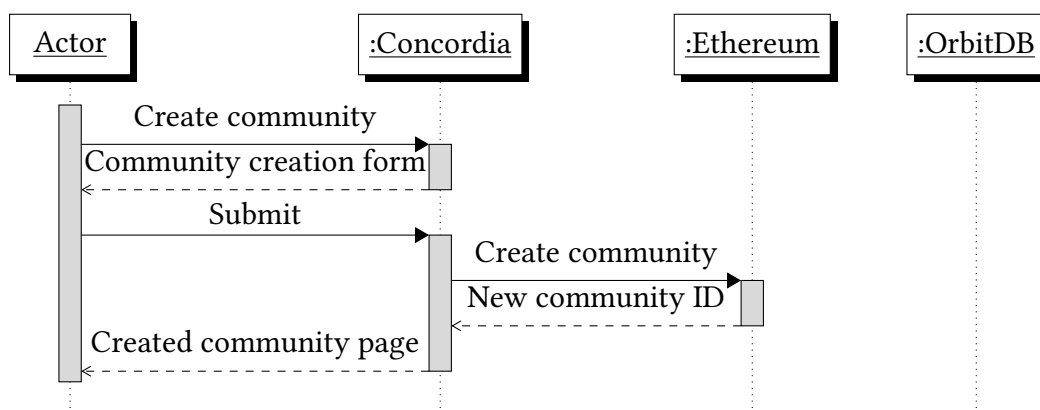 Actor
:Concordia
:Ethereum
:OrbitDB
Create community
Community creation form
Submit
Create community
New community ID
Created community page